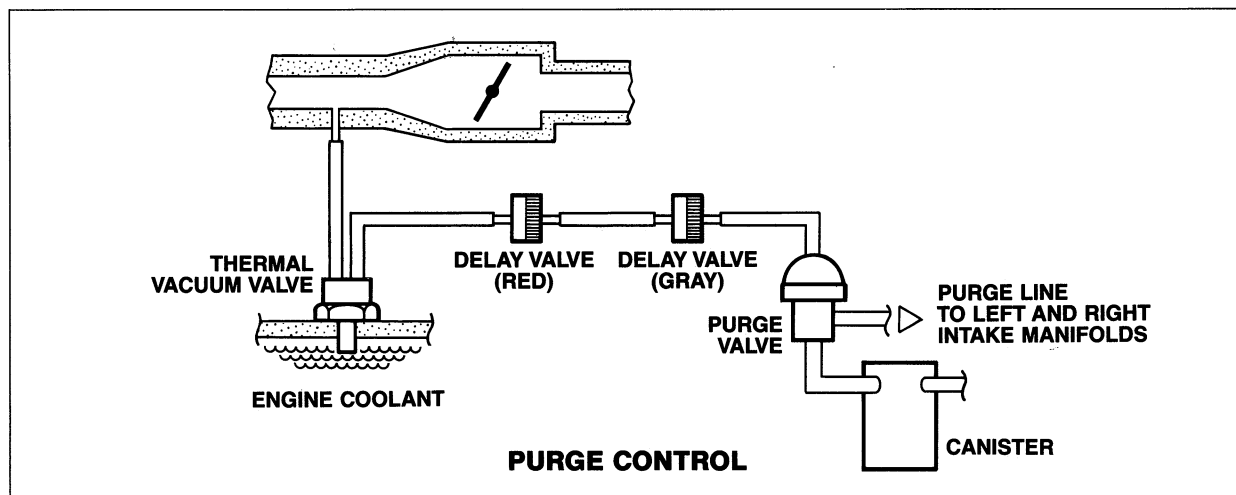 THERMAL
VACUUM VALVE
DELAY VALVE
(RED)
DELAY VALVE
(GRAY)
PURGE
VALVE
PURGE LINE
TO LEFT AND RIGHT
INTAKE MANIFOLDS
ENGINE COOLANT
CANISTER
PURGE CONTROL